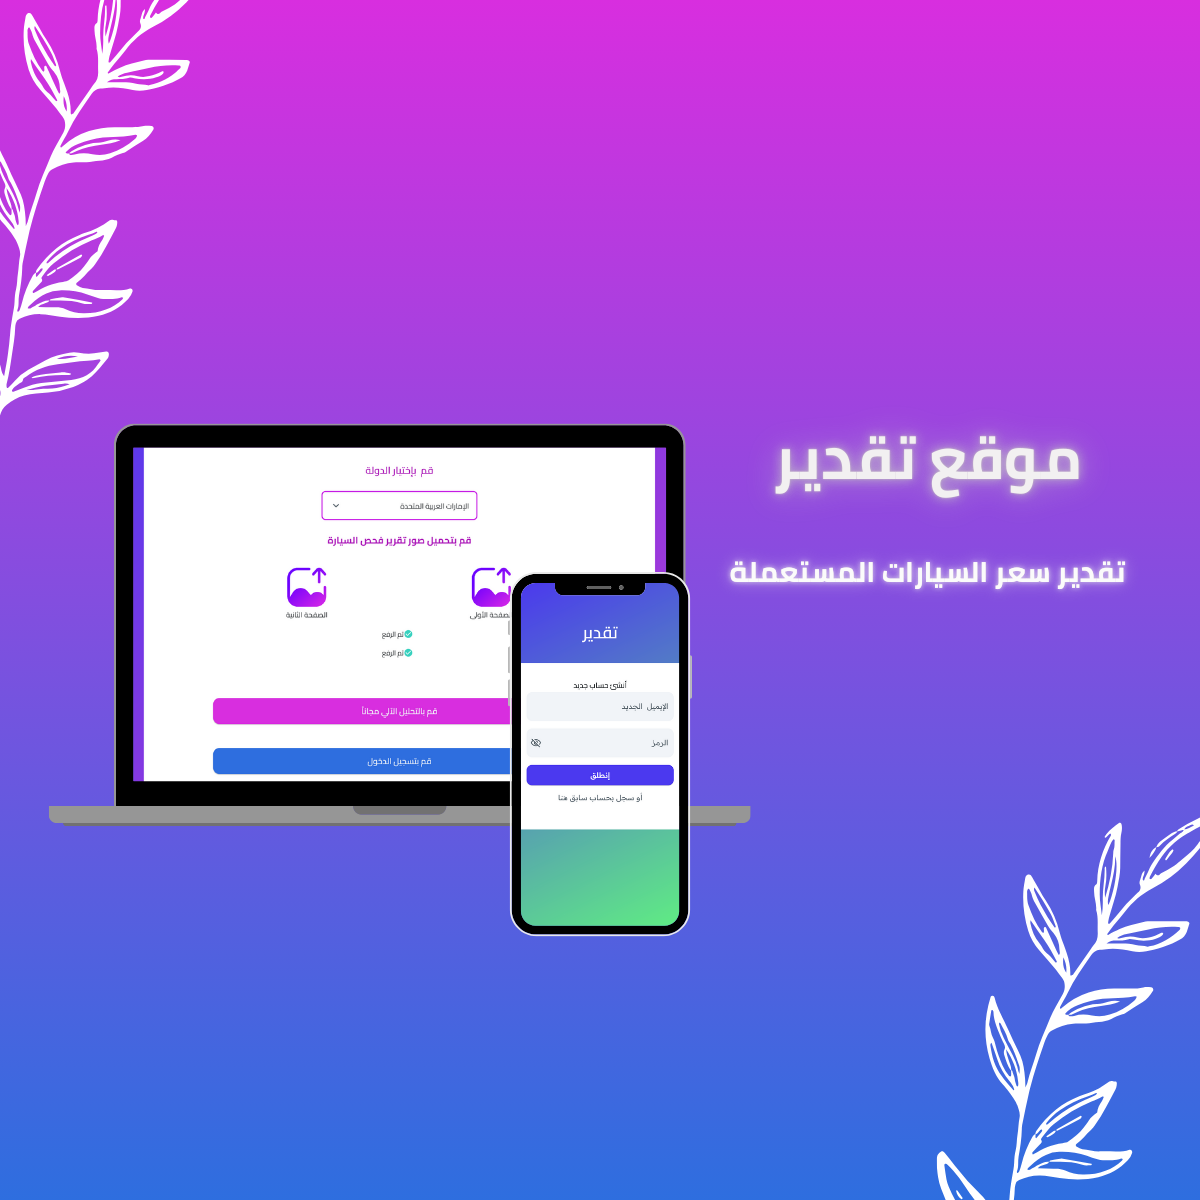 موقع تقدير
تقدير سعر السيارات المستعملة
قم بإختيار الدولة
الإمارات العربية المتحدة
قم بتحميل صور تقرير فحص السيارة
الصفحة الأولى
الصفحة الثانية
تم الرفع
تم الرفع
قم بالتحليل الآلي مجاناً
قم بتسجيل الدخول
تقدير
أنشئ حساب جديد
الإيميل الجديد
الرمز
إنطلق
أو سجل بحساب سابق هنا